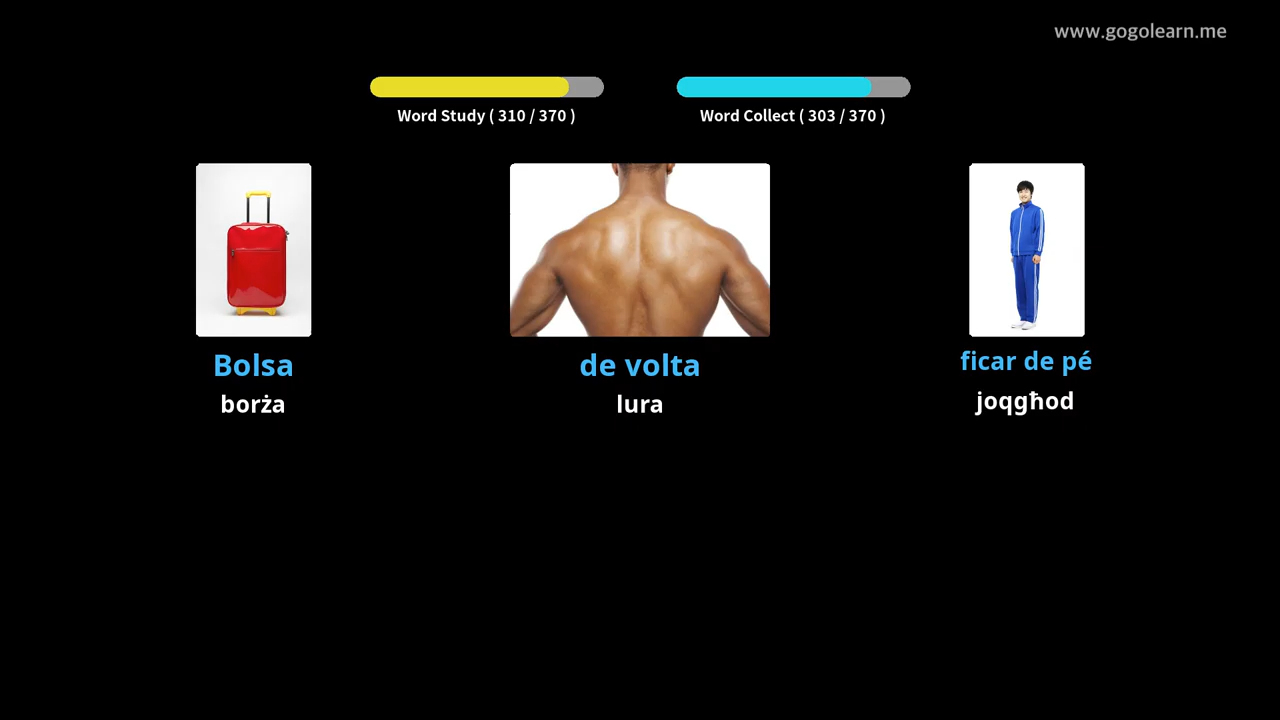 www.gogolearn.me
Word Study ( 310 / 370 )
Word Collect ( 303 / 370 )
Bolsa
borża
de volta
lura
ficar de pé
joqgħod